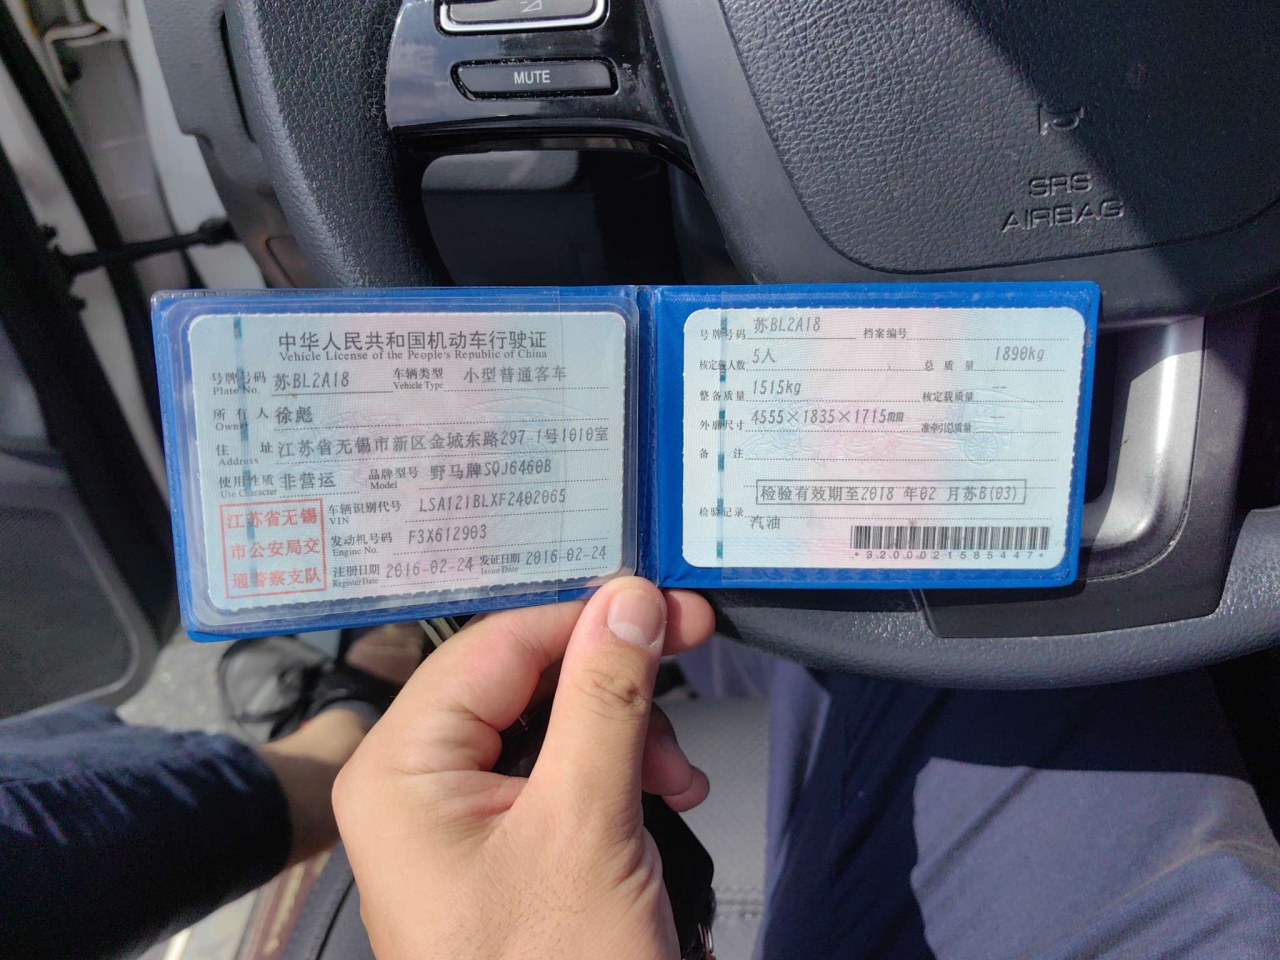 MUTE
SRS
AIRBAG
中华人民共和国机动车行驶证
Vehicle License of the People's Republic of China
号牌号码 苏BL2A18 车辆类型 小型普通客车
Plate No. Vehicle Type
所有人 徐彪
Owner
住址 江苏省无锡市新区金城东路297-1号1010室
Address
使用性质 非营运 品牌型号 野马牌SQJ6460B
Use Character Model
江苏省无锡
市公安局交
通警察支队
车辆识别代号 LSA121BLXF2402065
VIN
发动机号码 F3X612903
Engine No.
注册日期 2016-02-24 发证日期 2016-02-24
Register Date Issue Date
号牌号码 苏BL2A18 档案编号
核定载人数 5人 总质量 1890kg
整备质量 1515kg 核定载质量 --
外廓尺寸 4555×1835×1715mm 准牵引总质量 --
备注
检验有效期至2018 年02 月苏B(03)
检验记录
汽油
*3200021585447*